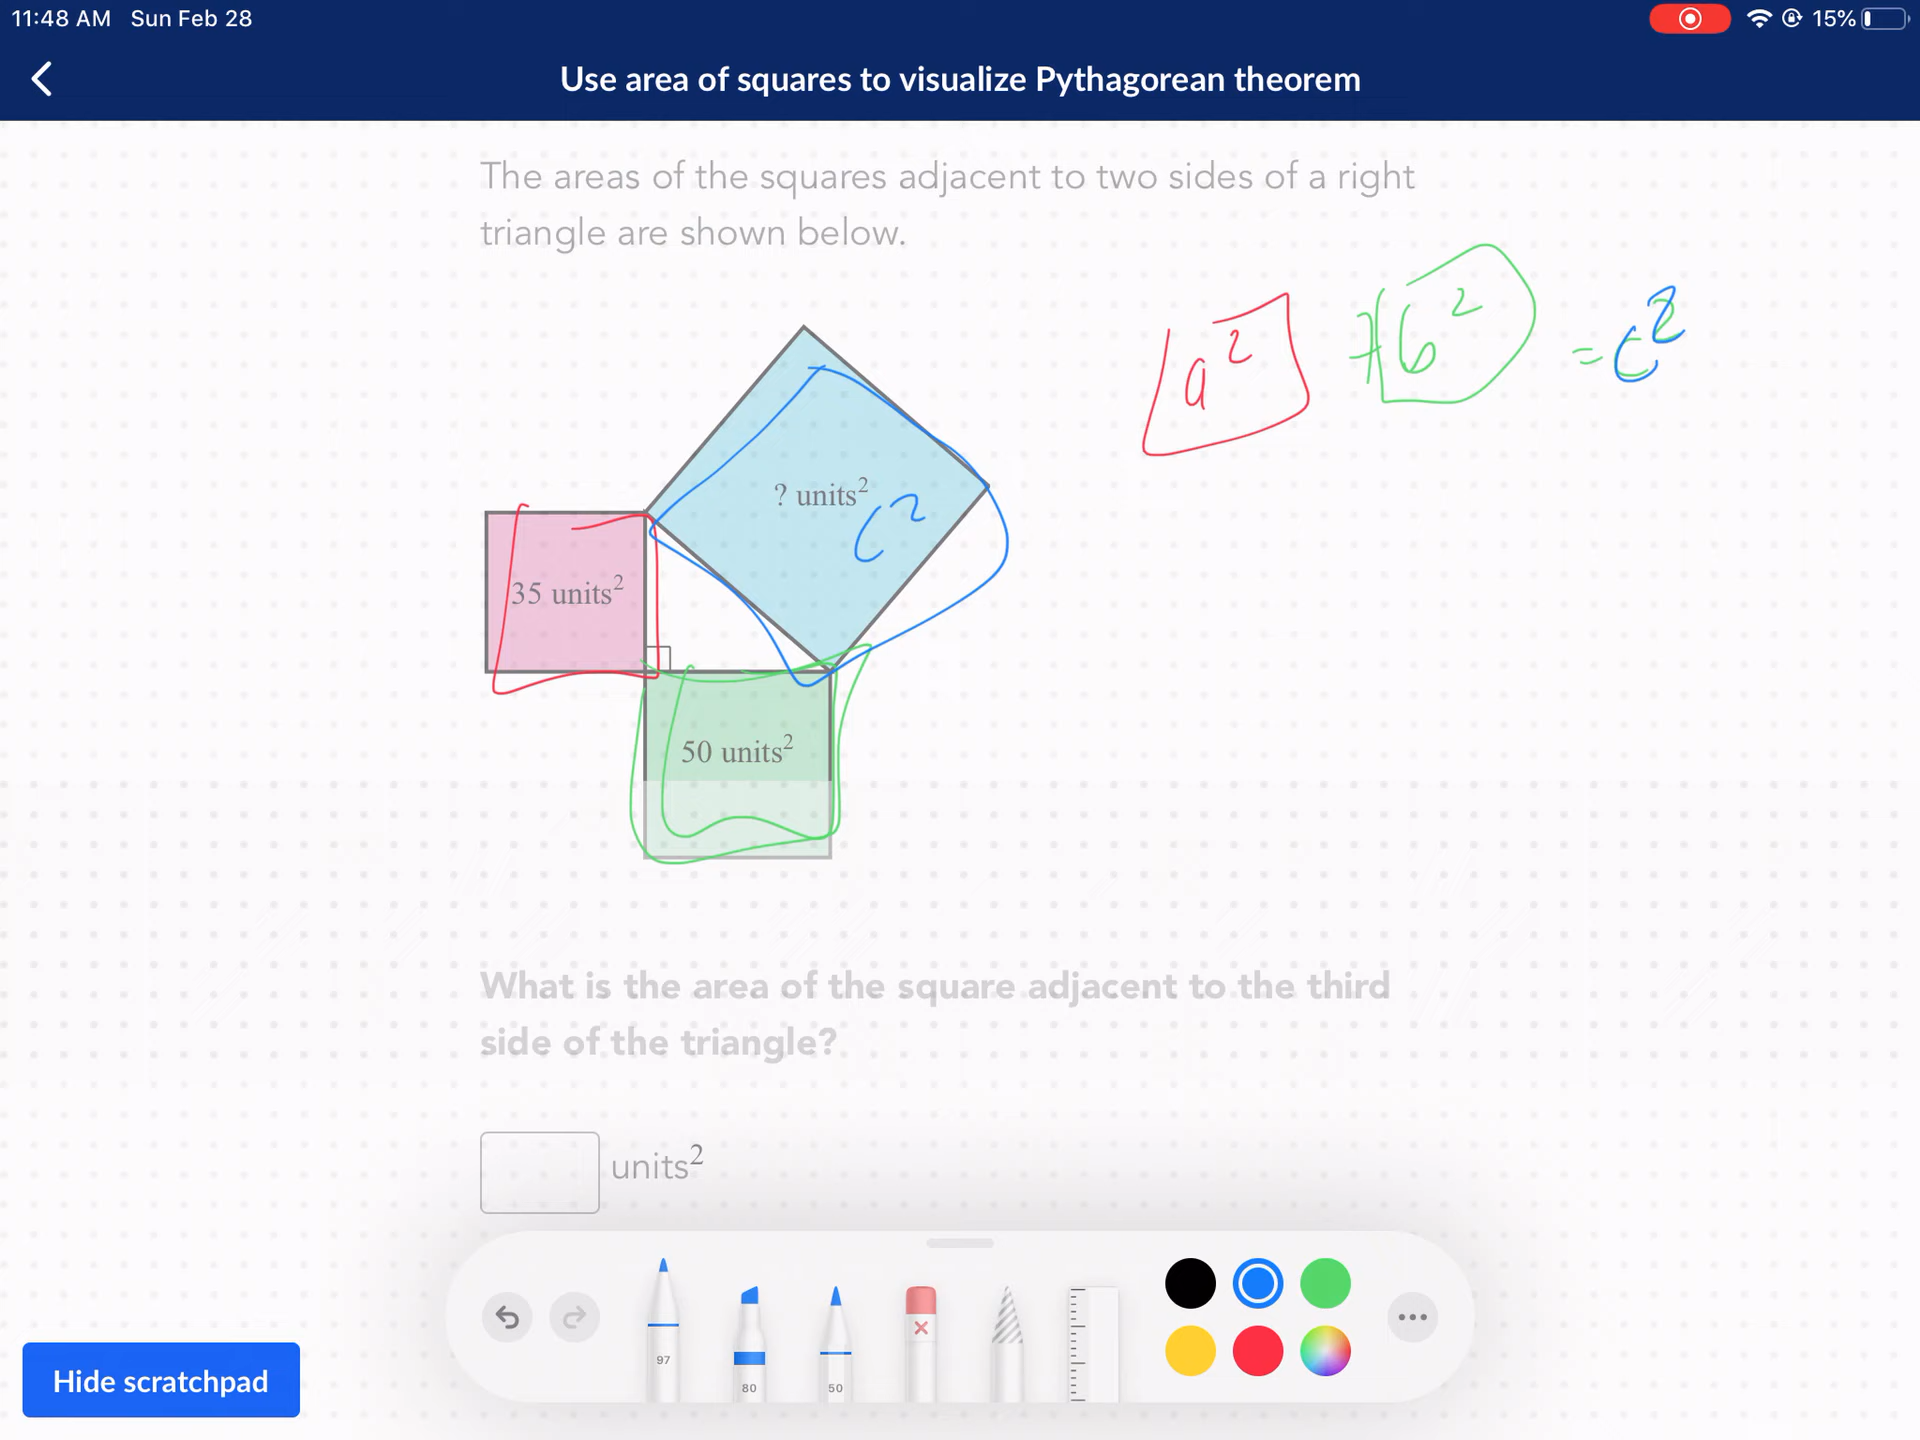 11:48 AM Sun Feb 28
15%
Use area of squares to visualize Pythagorean theorem
The areas of the squares adjacent to two sides of a right
triangle are shown below.
a² + b² = c²
? units²
c²
35 units²
50 units²
What is the area of the square adjacent to the third
side of the triangle?
units²
97
80
50
Hide scratchpad